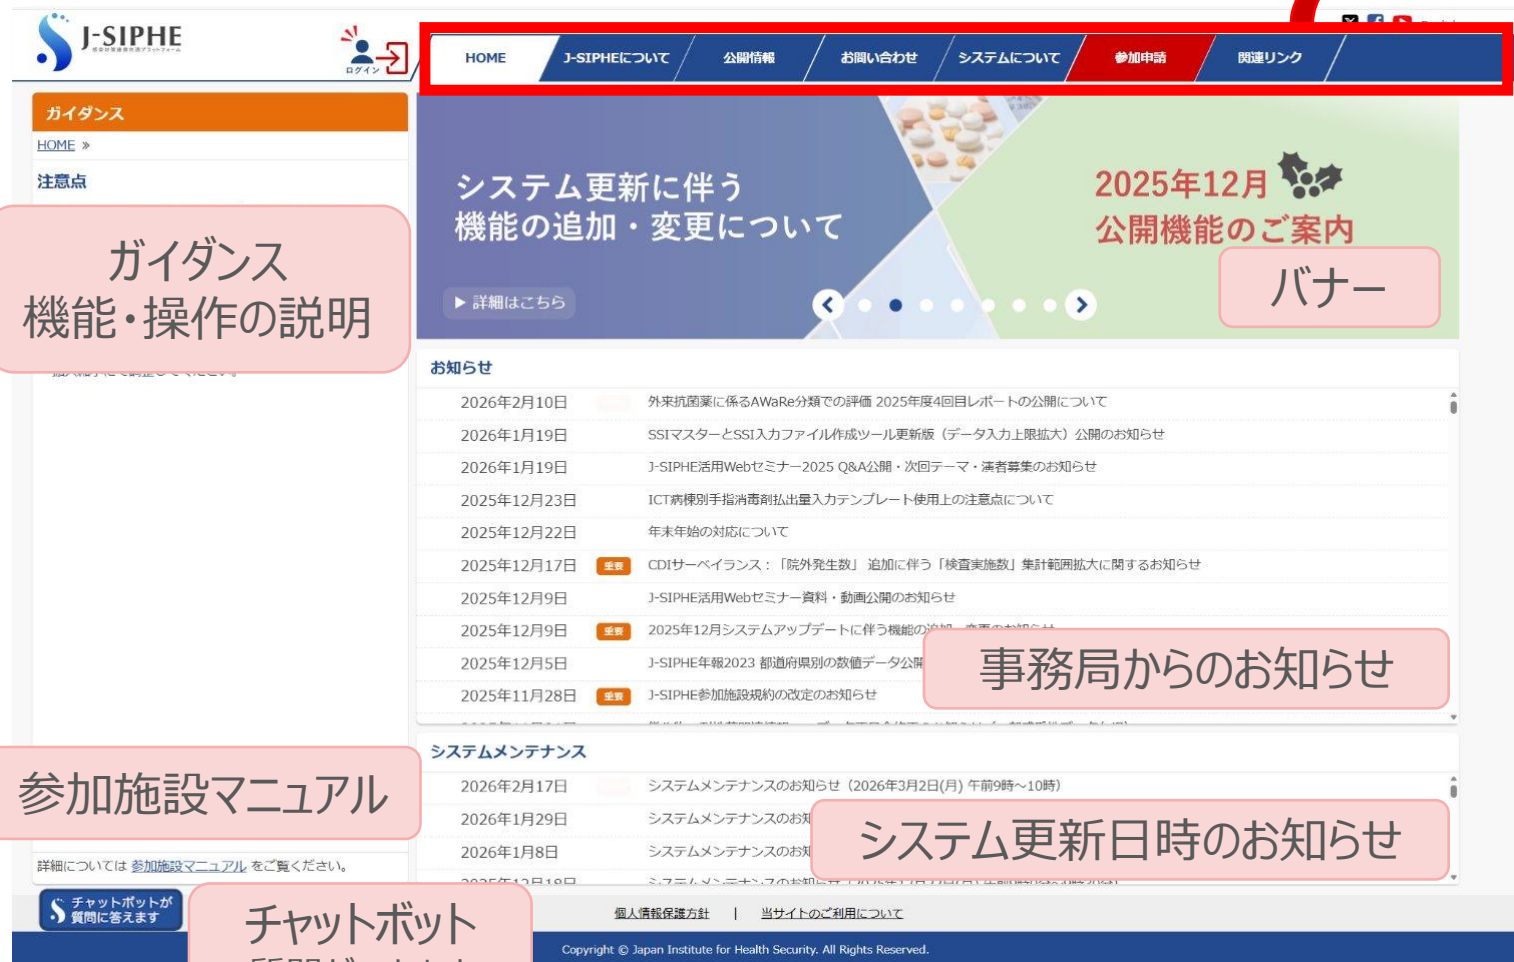 J-SIPHE
ログイン
HOME
J-SIPHEについて
公開情報
お問い合わせ
システムについて
参加申請
関連リンク
ガイダンス
HOME »
注意点
ガイダンス
機能・操作の説明
システム更新に伴う
機能の追加・変更について
▶ 詳細はこちら
2025年12月
公開機能のご案内
バナー
お知らせ
2026年2月10日 外来抗菌薬に係るAWaRe分類での評価 2025年度4回目レポートの公開について
2026年1月19日 SSIマスターとSSI入力ファイル作成ツール更新版（データ入力上限拡大）公開のお知らせ
2026年1月19日 J-SIPHE活用Webセミナー2025 Q&A公開・次回テーマ・演者募集のお知らせ
2025年12月23日 ICT病棟別手指消毒剤払出量入力テンプレート使用上の注意点について
2025年12月22日 年末年始の対応について
2025年12月17日 重要 CDIサーベイランス：「院外発生数」 追加に伴う「検査実施数」集計範囲拡大に関するお知らせ
2025年12月9日 J-SIPHE活用Webセミナー資料・動画公開のお知らせ
2025年12月9日 重要 2025年12月システムアップデートに伴う機能の
2025年12月5日 J-SIPHE年報2023 都道府県別の数値データ公開
2025年11月28日 重要 J-SIPHE参加施設規約の改定のお知らせ
事務局からのお知らせ
システムメンテナンス
2026年2月17日 システムメンテナンスのお知らせ（2026年3月2日(月) 午前9時～10時）
2026年1月29日 システムメンテナンスのお知
2026年1月8日 システムメンテナンスのお知
2025年12月18日
システム更新日時のお知らせ
参加施設マニュアル
詳細については 参加施設マニュアル をご覧ください。
チャットボットが
質問に答えます
チャットボット
個人情報保護方針 | 当サイトのご利用について
Copyright © Japan Institute for Health Security. All Rights Reserved.